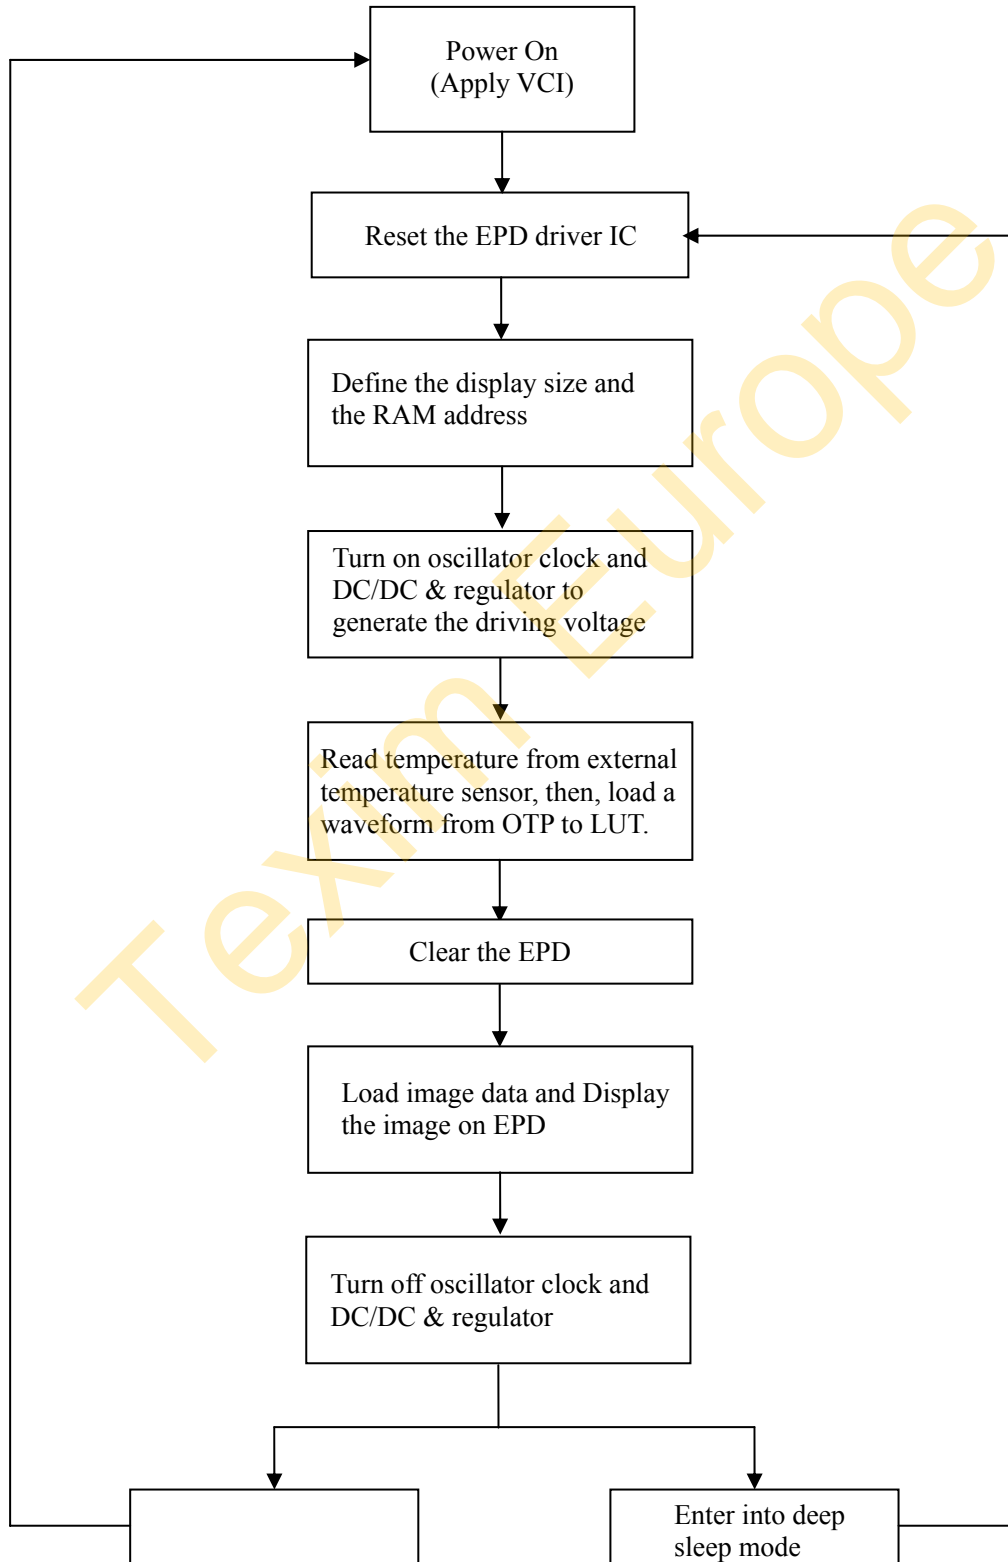 Power On
(Apply VCI)
Reset the EPD driver IC
Define the display size and
the RAM address
Turn on oscillator clock and
DC/DC & regulator to
generate the driving voltage
Read temperature from external
temperature sensor, then, load a
waveform from OTP to LUT.
Clear the EPD
Load image data and Display
the image on EPD
Turn off oscillator clock and
DC/DC & regulator
Enter into deep
sleep mode
Texim Europe